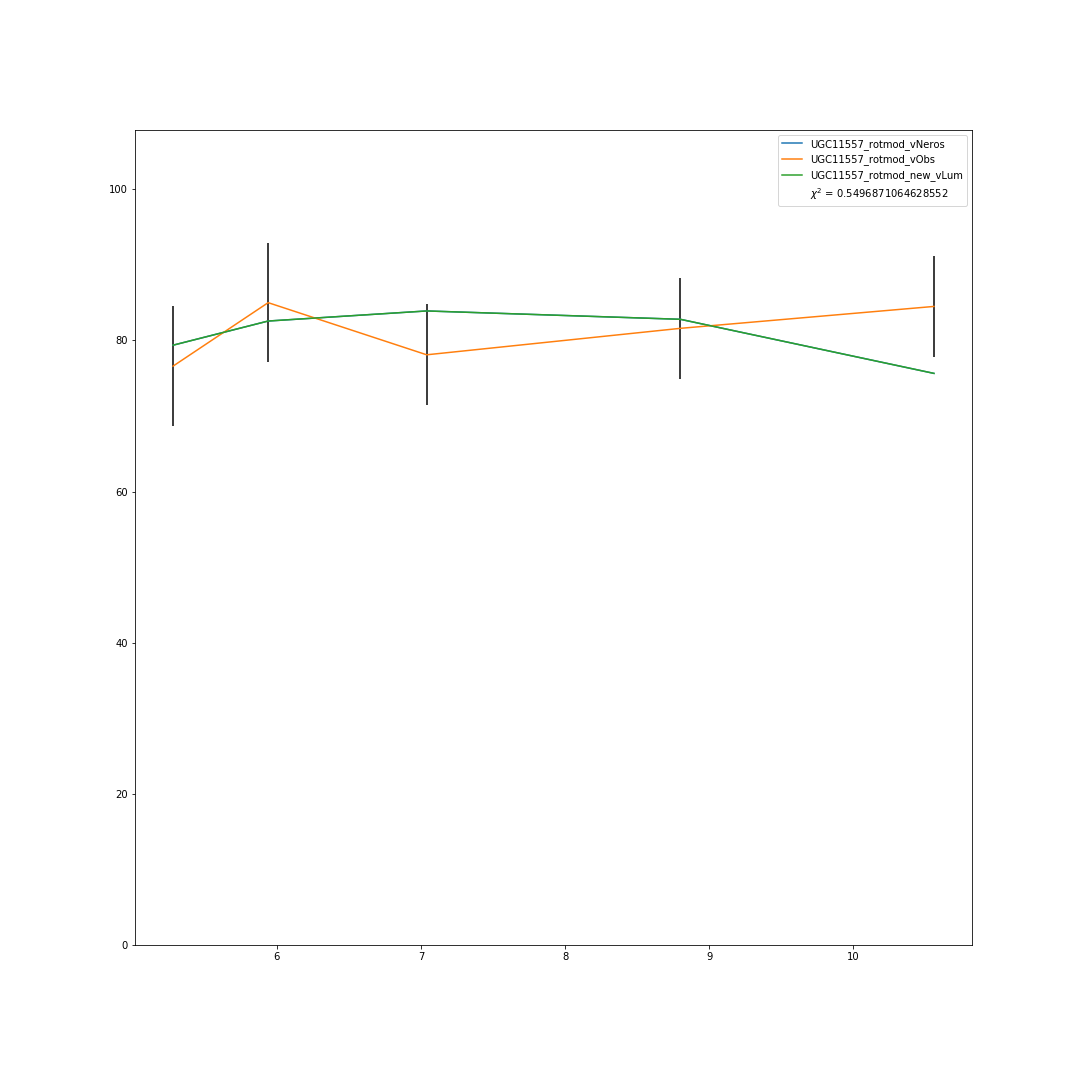 UGC11557_rotmod_vNeros
UGC11557_rotmod_vObs
UGC11557_rotmod_new_vLum
χ² = 0.5496871064628552
100
80
60
40
20
0
6 7 8 9 10